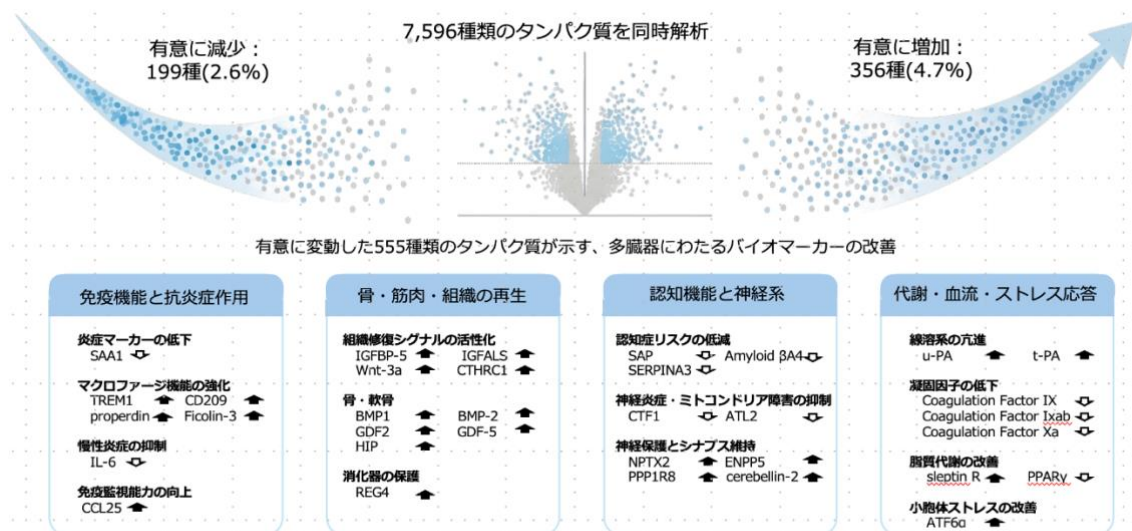 7,596種類のタンパク質を同時解析
有意に減少：
199種(2.6%)
有意に増加：
356種(4.7%)
有意に変動した555種類のタンパク質が示す、多臓器にわたるバイオマーカーの改善
免疫機能と抗炎症作用
炎症マーカーの低下
SAA1
マクロファージ機能の強化
TREM1 CD209
properdin Ficolin-3
慢性炎症の抑制
IL-6
免疫監視能力の向上
CCL25
骨・筋肉・組織の再生
組織修復シグナルの活性化
IGFBP-5 IGFALS
Wnt-3a CTHRC1
骨・軟骨
BMP1 BMP-2
GDF2 GDF-5
HIP
消化器の保護
REG4
認知機能と神経系
認知症リスクの低減
SAP Amyloid βA4
SERPINA3
神経炎症・ミトコンドリア障害の抑制
CTF1 ATL2
神経保護とシナプス維持
NPTX2 ENPP5
PPP1R8 cerebellin-2
代謝・血流・ストレス応答
線溶系の亢進
u-PA t-PA
凝固因子の低下
Coagulation Factor IX
Coagulation Factor Ixab
Coagulation Factor Xa
脂質代謝の改善
sleptin R PPARγ
小胞体ストレスの改善
ATF6α